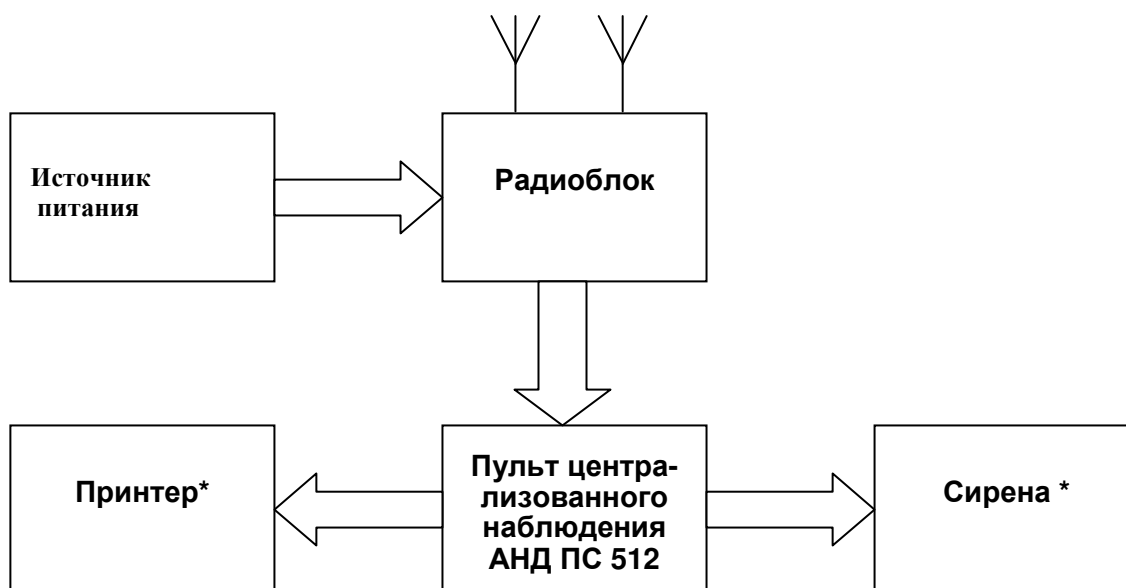 Источник
питания
Радиоблок
Принтер*
Пульт центра-
лизованного
наблюдения
АНД ПС 512
Сирена *